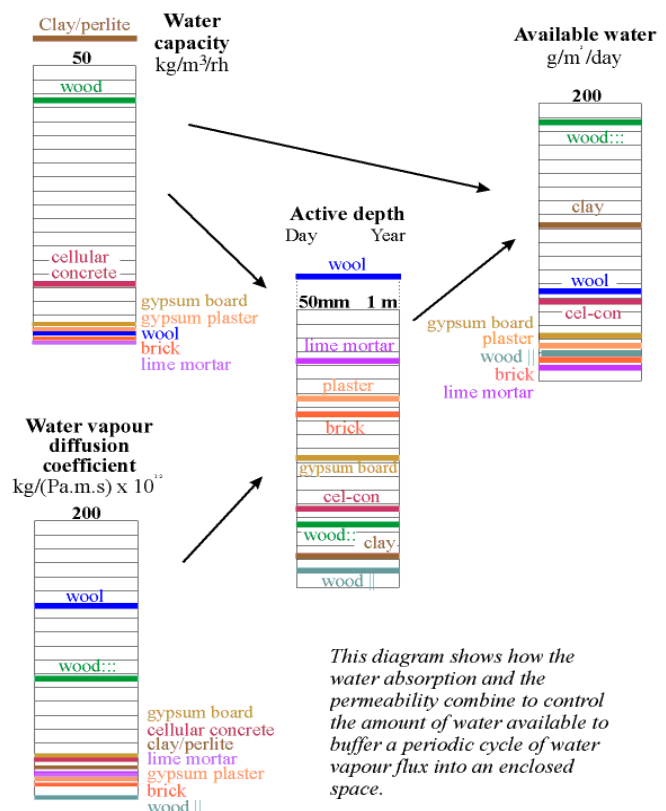 Clay/perlite
50
wood
cellular
concrete
gypsum board
gypsum plaster
wool
brick
lime mortar
Water
capacity
kg/m³/rh
Available water
g/m²/day
200
wood:::
clay
wool
cel-con
gypsum board
plaster
wood ||
brick
lime mortar
Active depth
Day Year
wool
50mm 1 m
lime mortar
plaster
brick
gypsum board
cel-con
wood::
clay
wood ||
Water vapour
diffusion
coefficient
kg/(Pa.m.s) x 10¹²
200
wool
wood:::
gypsum board
cellular concrete
clay/perlite
lime mortar
gypsum plaster
brick
wood ||
This diagram shows how the
water absorption and the
permeability combine to control
the amount of water available to
buffer a periodic cycle of water
vapour flux into an enclosed
space.